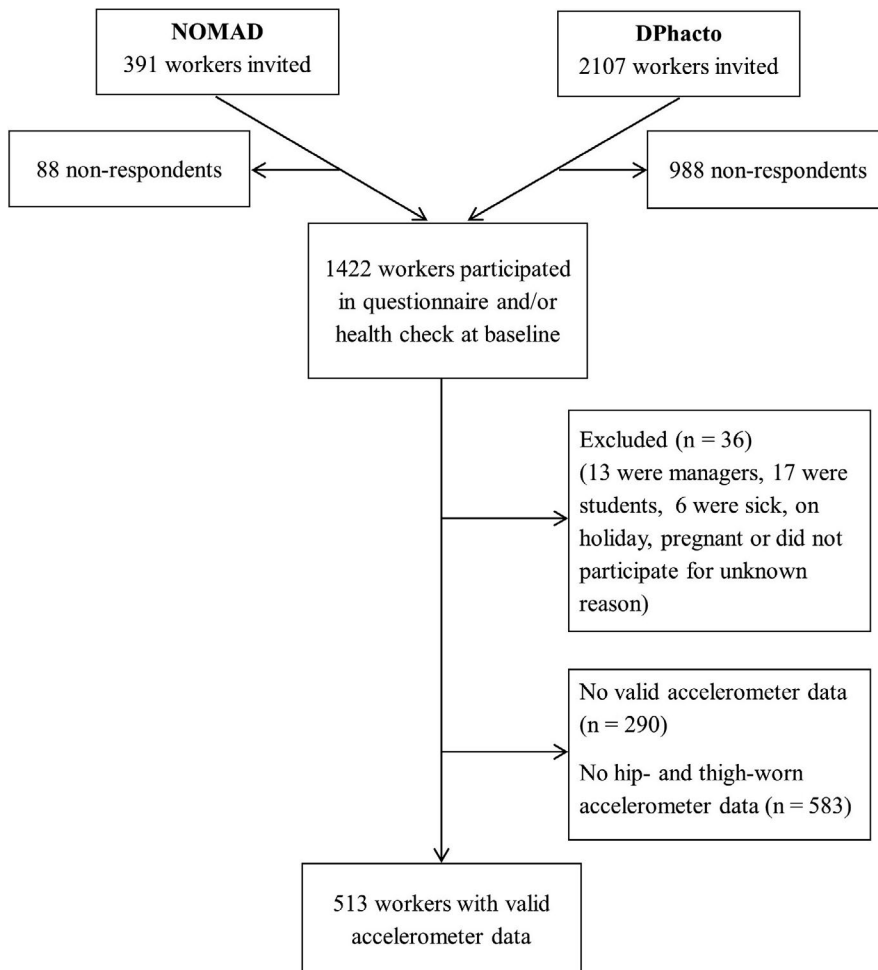 NOMAD
391 workers invited
DPhacto
2107 workers invited
88 non-respondents
988 non-respondents
1422 workers participated
in questionnaire and/or
health check at baseline
Excluded (n = 36)
(13 were managers, 17 were
students, 6 were sick, on
holiday, pregnant or did not
participate for unknown
reason)
No valid accelerometer data
(n = 290)
No hip- and thigh-worn
accelerometer data (n = 583)
513 workers with valid
accelerometer data